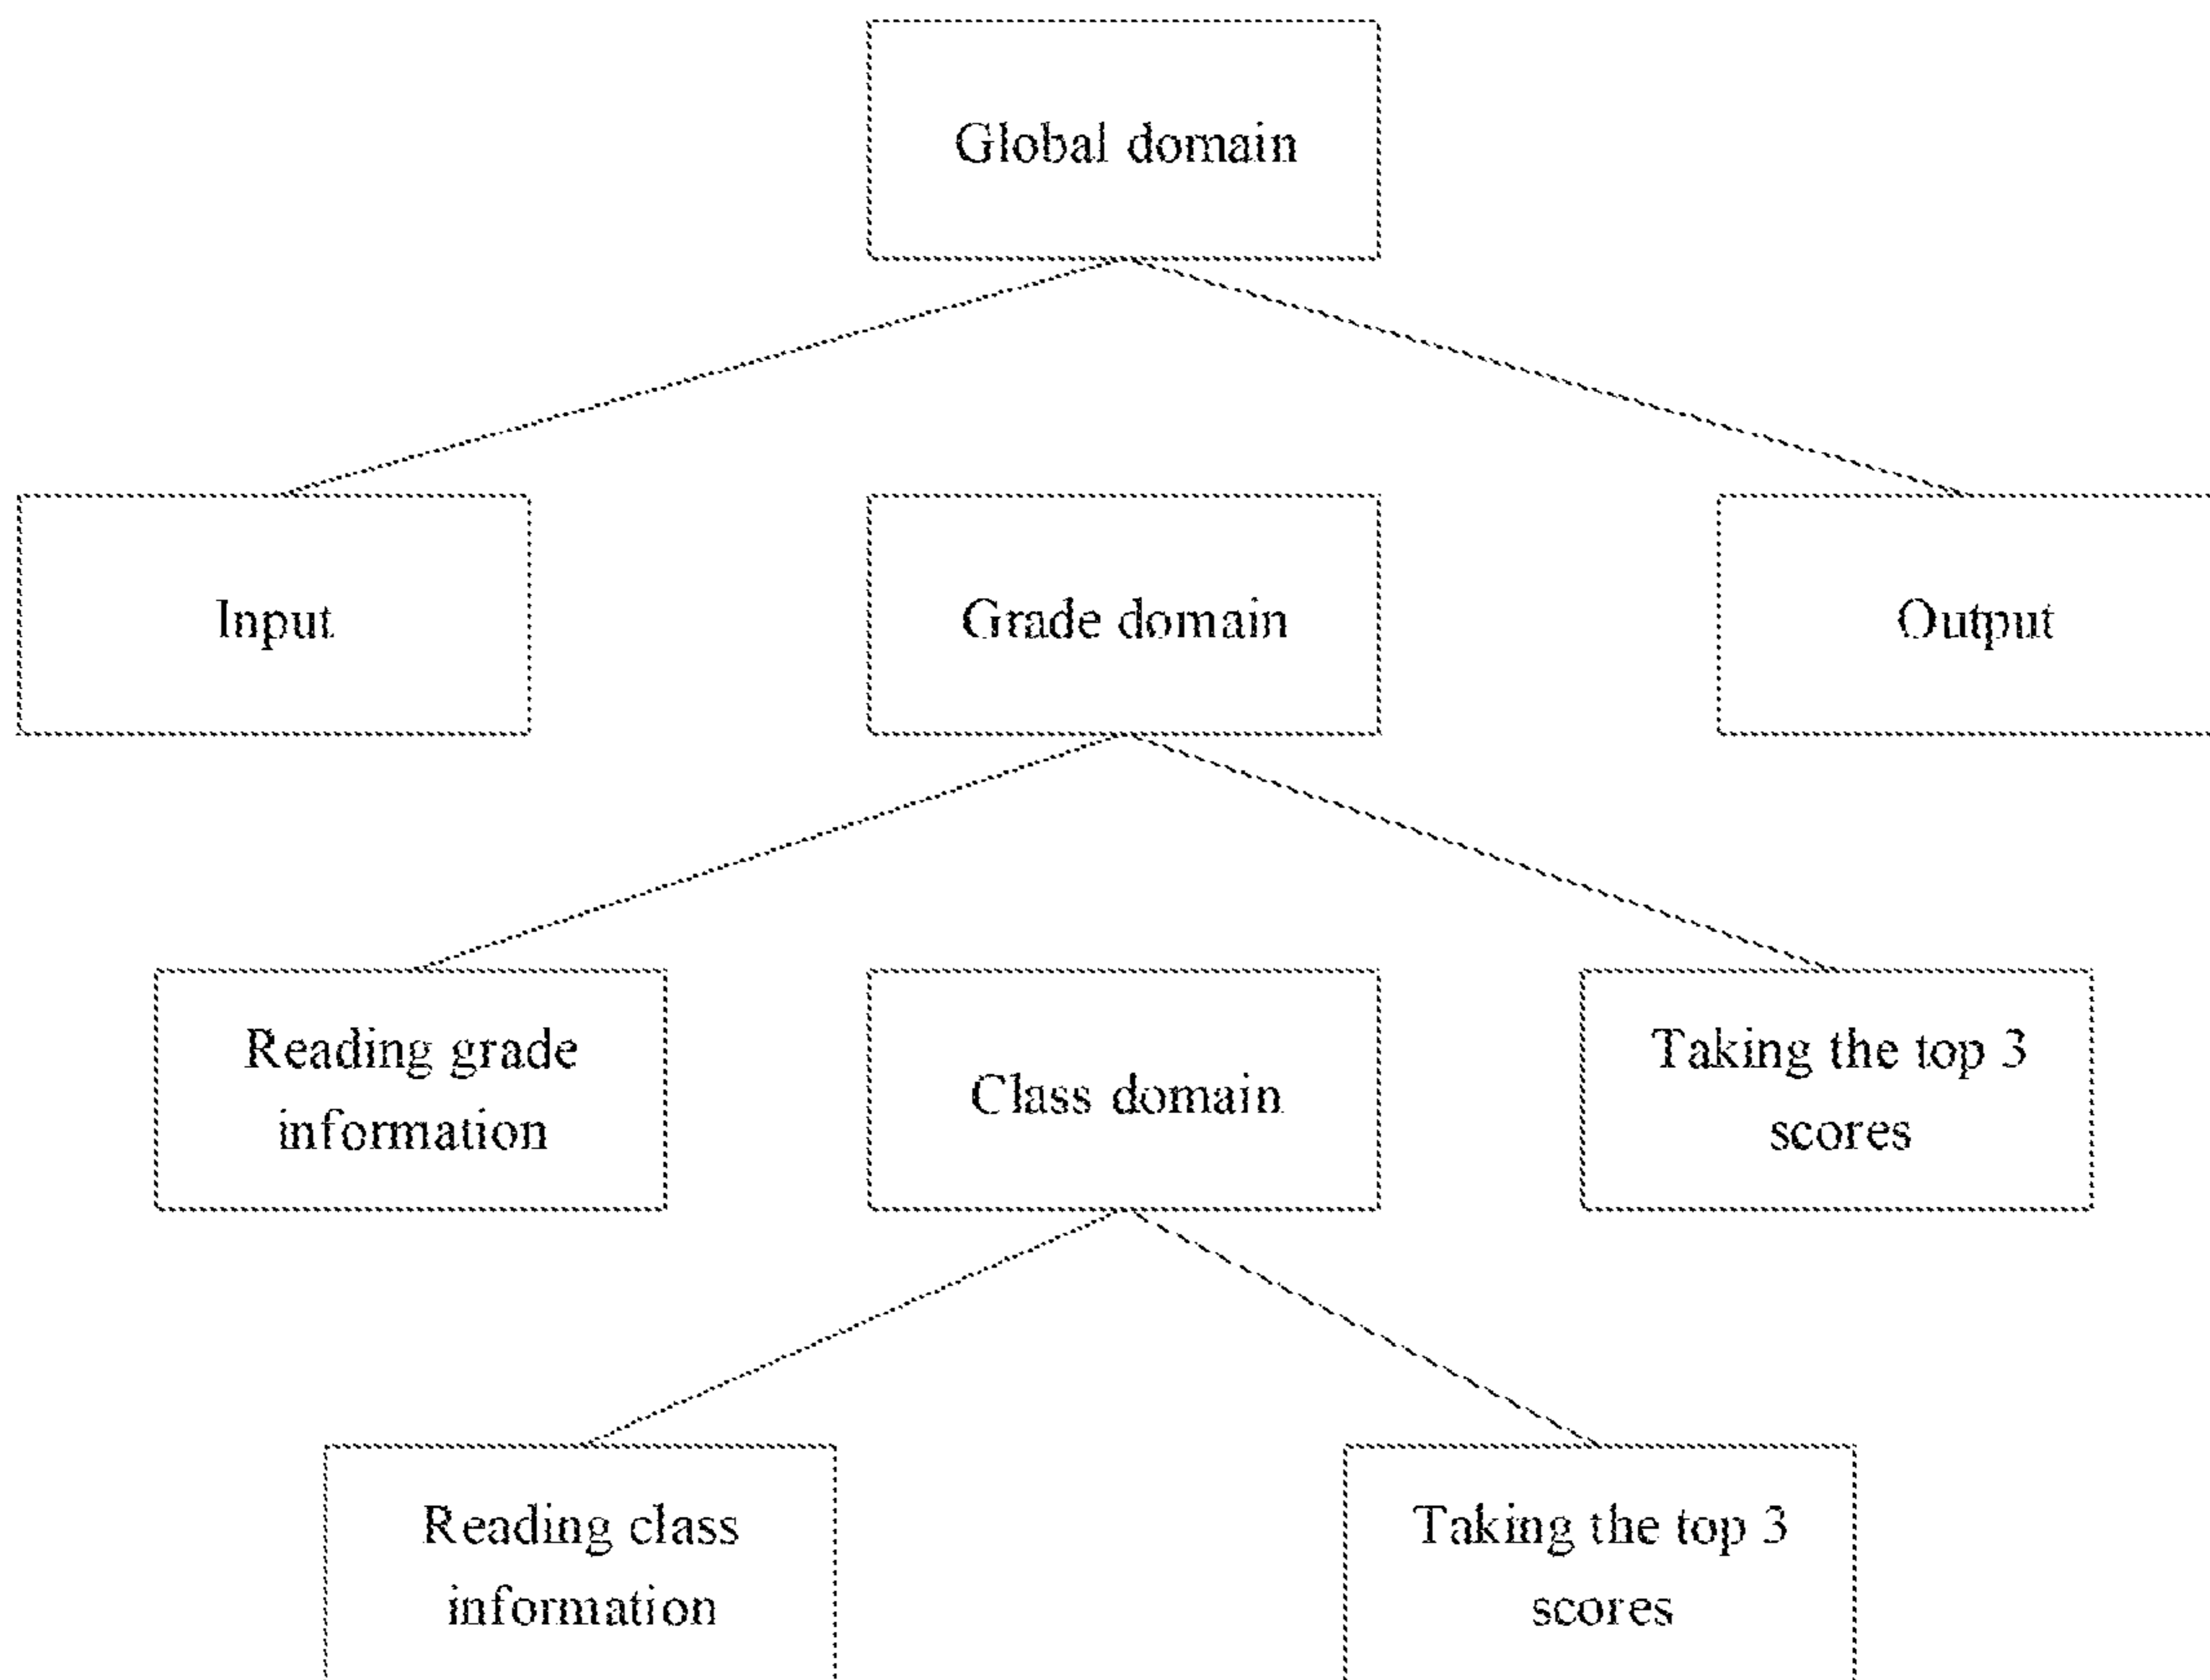 Global domain
Input
Grade domain
Output
Reading grade
information
Class domain
Taking the top 3
scores
Reading class
information
Taking the top 3
scores